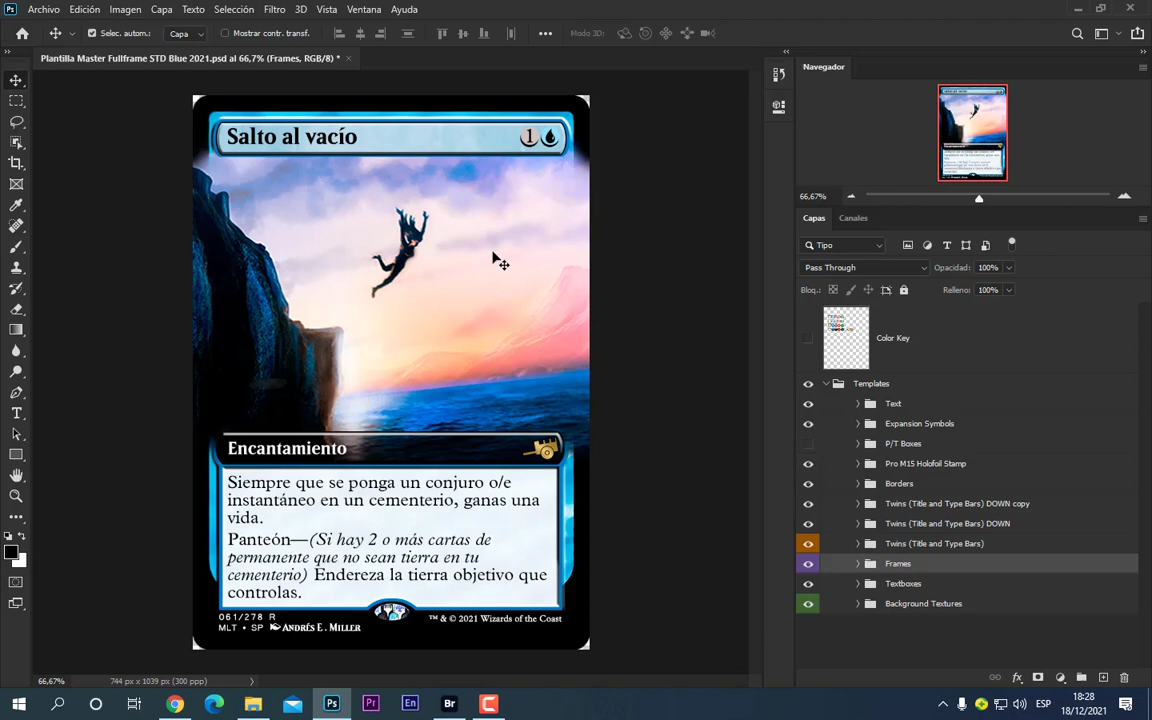 Ps Archivo Edición Imagen Capa Texto Selección Filtro 3D Vista Ventana Ayuda
Selec. autom.: Capa Mostrar contr. transf. Modo 3D:
Plantilla Master Fullframe STD Blue 2021.psd al 66,7% (Frames, RGB/8) *
Navegador
Salto al vacío 1
66,67%
Capas Canales
Tipo
Pass Through Opacidad: 100%
Bloq.: Relleno: 100%
Color Key
Templates
Text
Expansion Symbols
P/T Boxes
Pro M15 Holofoil Stamp
Borders
Twins (Title and Type Bars) DOWN copy
Twins (Title and Type Bars) DOWN
Twins (Title and Type Bars)
Frames
Textboxes
Background Textures
Encantamiento
Siempre que se ponga un conjuro o/e
instantáneo en un cementerio, ganas una
vida.
Panteón—(Si hay 2 o más cartas de
permanente que no sean tierra en tu
cementerio) Endereza la tierra objetivo que
controlas.
061/278 R
MLT • SP ANDRÉS E. MILLER
™ & © 2021 Wizards of the Coast
66,67% 744 px x 1039 px (300 ppp)
Ps Pr En Br
ESP
18:28
18/12/2021